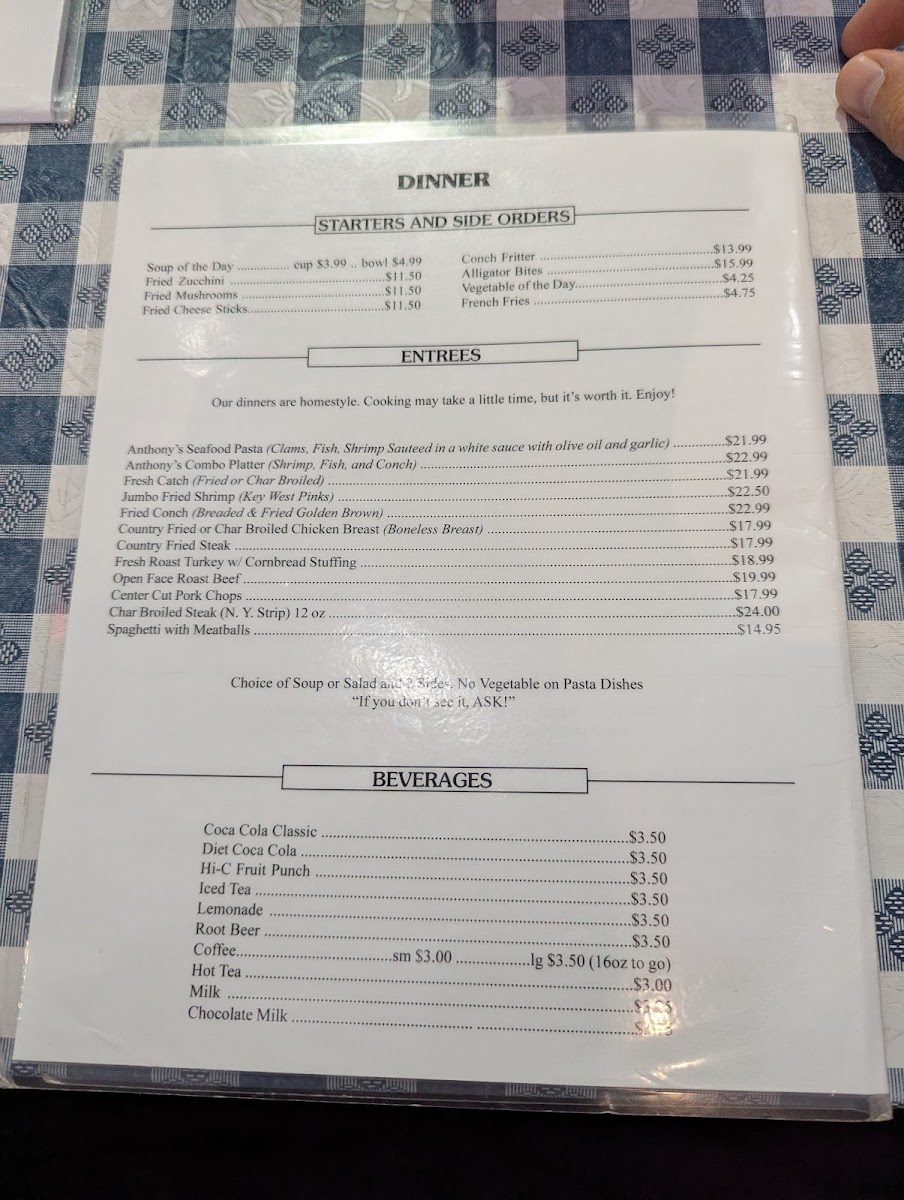 DINNER
STARTERS AND SIDE ORDERS
Soup of the Day ................ cup $3.99 .. bowl $4.99
Fried Zucchini ................................................$11.50
Fried Mushrooms ............................................$11.50
Fried Cheese Sticks..........................................$11.50
Conch Fritter .....................................................$13.99
Alligator Bites ...................................................$15.99
Vegetable of the Day.............................................$4.25
French Fries .......................................................$4.75
ENTREES
Our dinners are homestyle. Cooking may take a little time, but it's worth it. Enjoy!
Anthony's Seafood Pasta (Clams, Fish, Shrimp Sauteed in a white sauce with olive oil and garlic) ..............$21.99
Anthony's Combo Platter (Shrimp, Fish, and Conch) ..............$22.99
Fresh Catch (Fried or Char Broiled) ..............$21.99
Jumbo Fried Shrimp (Key West Pinks) ..............$22.50
Fried Conch (Breaded & Fried Golden Brown) ..............$22.99
Country Fried or Char Broiled Chicken Breast (Boneless Breast) ..............$17.99
Country Fried Steak ..............$17.99
Fresh Roast Turkey w/ Cornbread Stuffing ..............$18.99
Open Face Roast Beef ..............$19.99
Center Cut Pork Chops ..............$17.99
Char Broiled Steak (N. Y. Strip) 12 oz ..............$24.00
Spaghetti with Meatballs ..............$14.95
Choice of Soup or Salad and 2 Sides. No Vegetable on Pasta Dishes
“If you don't see it, ASK!”
BEVERAGES
Coca Cola Classic ..............$3.50
Diet Coca Cola ..............$3.50
Hi-C Fruit Punch ..............$3.50
Iced Tea ..............$3.50
Lemonade ..............$3.50
Root Beer ..............$3.50
Coffee..............sm $3.00 ..............lg $3.50 (16oz to go)
Hot Tea ..............$3.00
Milk ..............
Chocolate Milk ..............